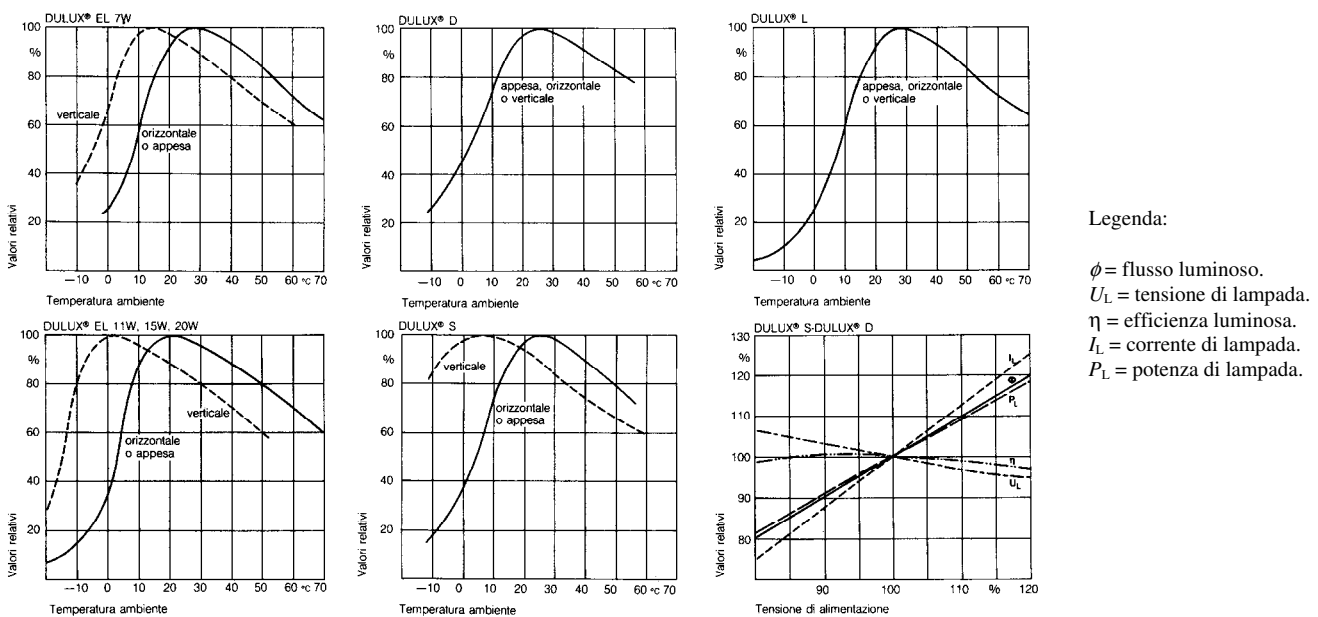 DULUX® EL 7W
100
%
80
60
40
20
Valori relativi
verticale
orizzontale
o appesa
—10 0 10 20 30 40 50 60 °C 70
Temperatura ambiente
DULUX® D
100
%
80
60
40
20
Valori relativi
appesa, orizzontale
o verticale
—10 0 10 20 30 40 50 60 °C 70
Temperatura ambiente
DULUX® L
100
%
80
60
40
20
Valori relativi
appesa, orizzontale
o verticale
—10 0 10 20 30 40 50 60 °C 70
Temperatura ambiente
DULUX® EL 11W, 15W, 20W
100
%
80
60
40
20
Valori relativi
verticale
orizzontale
o appesa
—10 0 10 20 30 40 50 60 °C 70
Temperatura ambiente
DULUX® S
100
%
80
60
40
20
Valori relativi
verticale
orizzontale
o appesa
—10 0 10 20 30 40 50 60 °C 70
Temperatura ambiente
DULUX® S-DULUX® D
130
%
120
110
100
90
80
Valori relativi
I_L
Φ
P_L
η
U_L
90 100 110 % 120
Tensione di alimentazione
Legenda:
ϕ = flusso luminoso.
U_L = tensione di lampada.
η = efficienza luminosa.
I_L = corrente di lampada.
P_L = potenza di lampada.